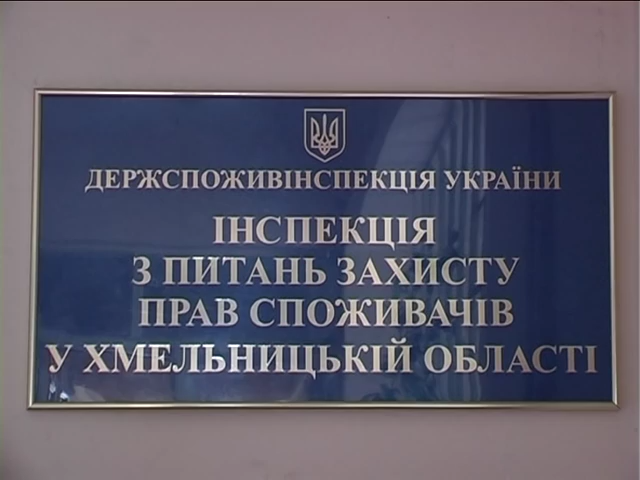 ДЕРЖСПОЖИВІНСПЕКЦІЯ УКРАЇНИ
ІНСПЕКЦІЯ
З ПИТАНЬ ЗАХИСТУ
ПРАВ СПОЖИВАЧІВ
У ХМЕЛЬНИЦЬКІЙ ОБЛАСТІ